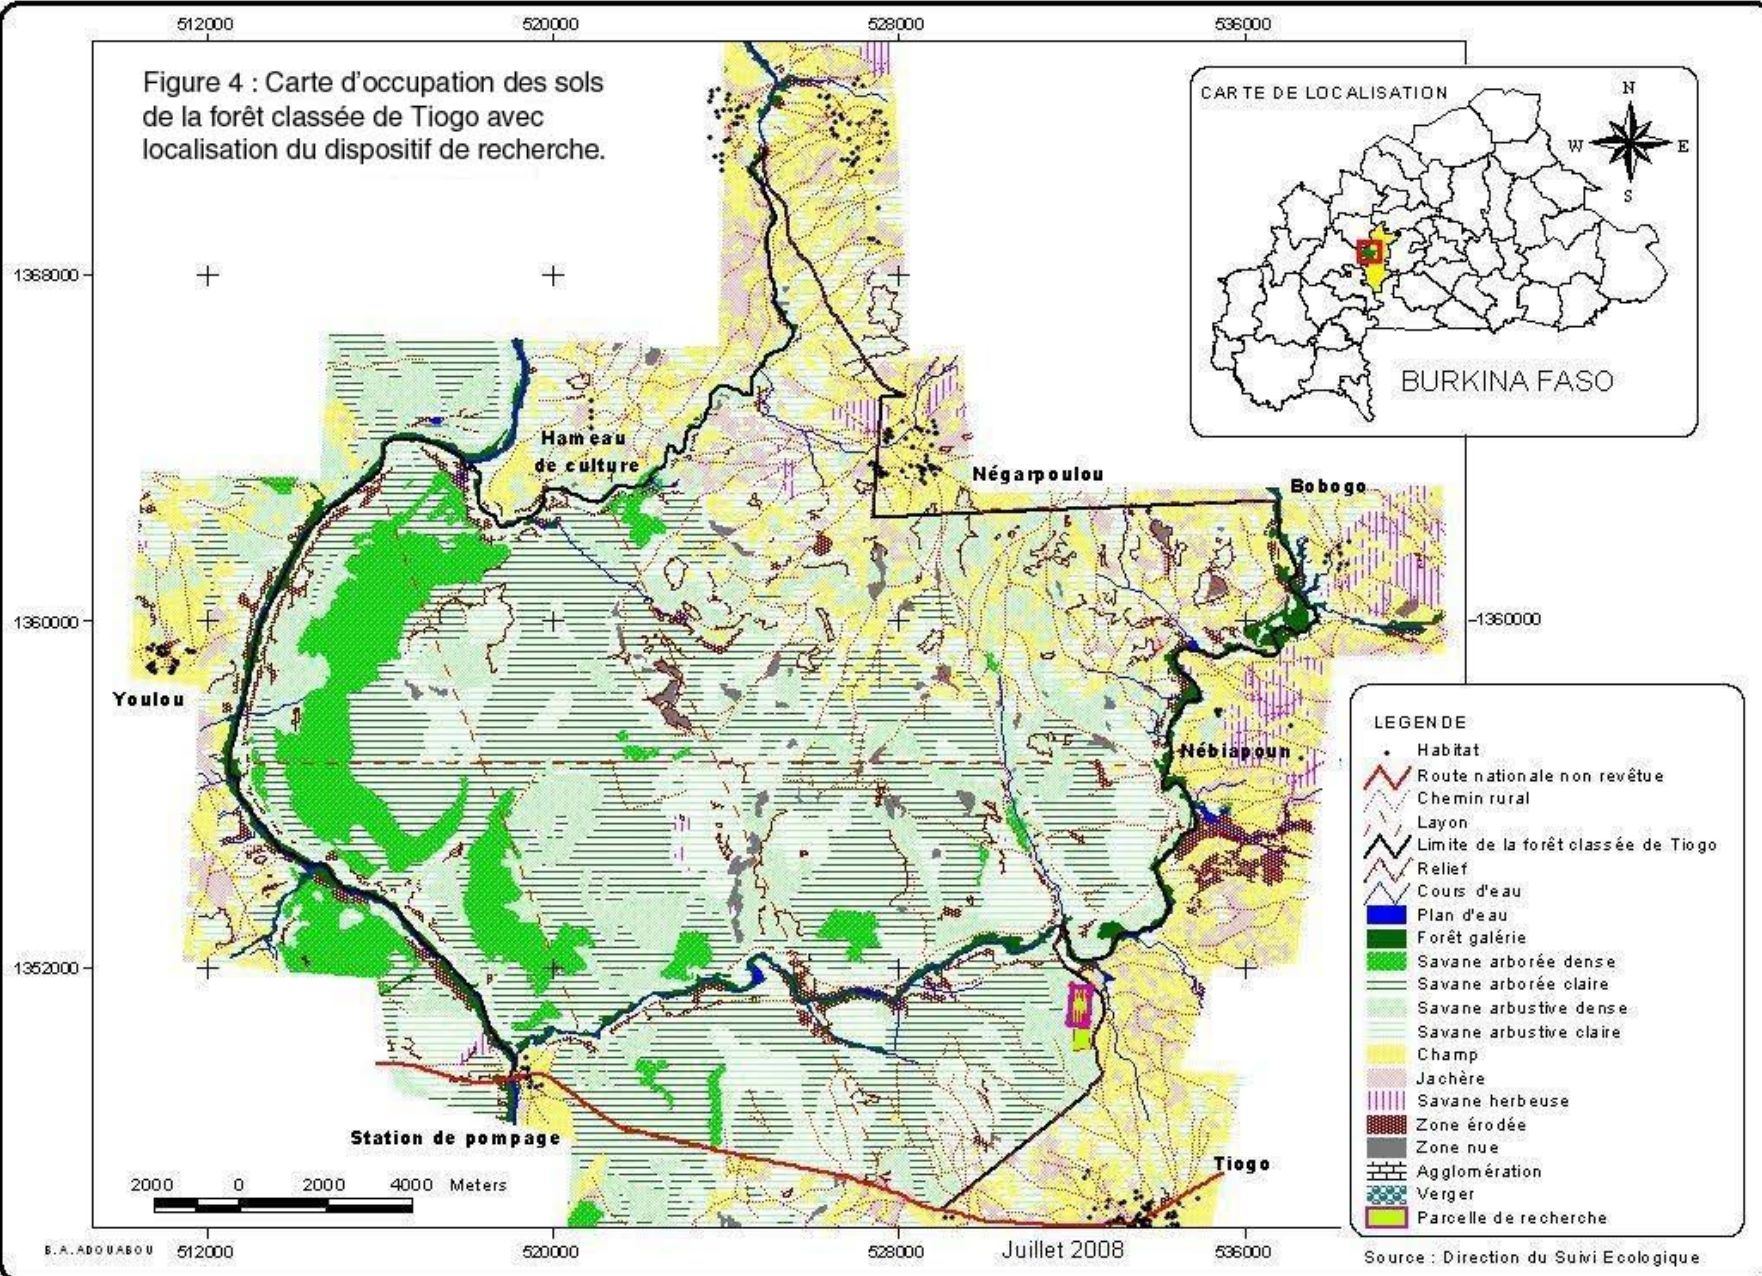 512000
520000
528000
536000
Figure 4 : Carte d'occupation des sols
de la forêt classée de Tiogo avec
localisation du dispositif de recherche.
CARTE DE LOCALISATION
N
W
E
S
BURKINA FASO
1368000
1360000
1352000
1360000
Hameau
de culture
Négarpoulou
Bobogo
Youlou
Nébiapoun
Station de pompage
Tiogo
LEGENDE
Habitat
Route nationale non revêtue
Chemin rural
Layon
Limite de la forêt classée de Tiogo
Relief
Cours d'eau
Plan d'eau
Forêt galérie
Savane arborée dense
Savane arborée claire
Savane arbustive dense
Savane arbustive claire
Champ
Jachère
Savane herbeuse
Zone érodée
Zone nue
Agglomération
Verger
Parcelle de recherche
2000 0 2000 4000 Meters
B.A.ADOUABOU
512000
520000
528000
Juillet 2008
536000
Source : Direction du Suivi Ecologique